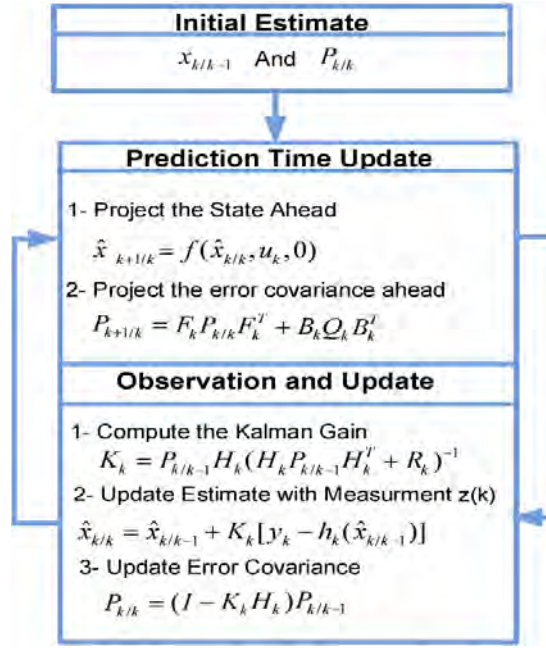 Initial Estimate
x_{k/k-1} And P_{k/k}
Prediction Time Update
1- Project the State Ahead
x̂_{k+1/k} = f(x̂_{k/k}, u_k, 0)
2- Project the error covariance ahead
P_{k+1/k} = F_k P_{k/k} F_k^T + B_k Q_k B_k^T
Observation and Update
1- Compute the Kalman Gain
K_k = P_{k/k-1} H_k (H_k P_{k/k-1} H_k^T + R_k)^{-1}
2- Update Estimate with Measurment z(k)
x̂_{k/k} = x̂_{k/k-1} + K_k [y_k - h_k(x̂_{k/k-1})]
3- Update Error Covariance
P_{k/k} = (I - K_k H_k) P_{k/k-1}